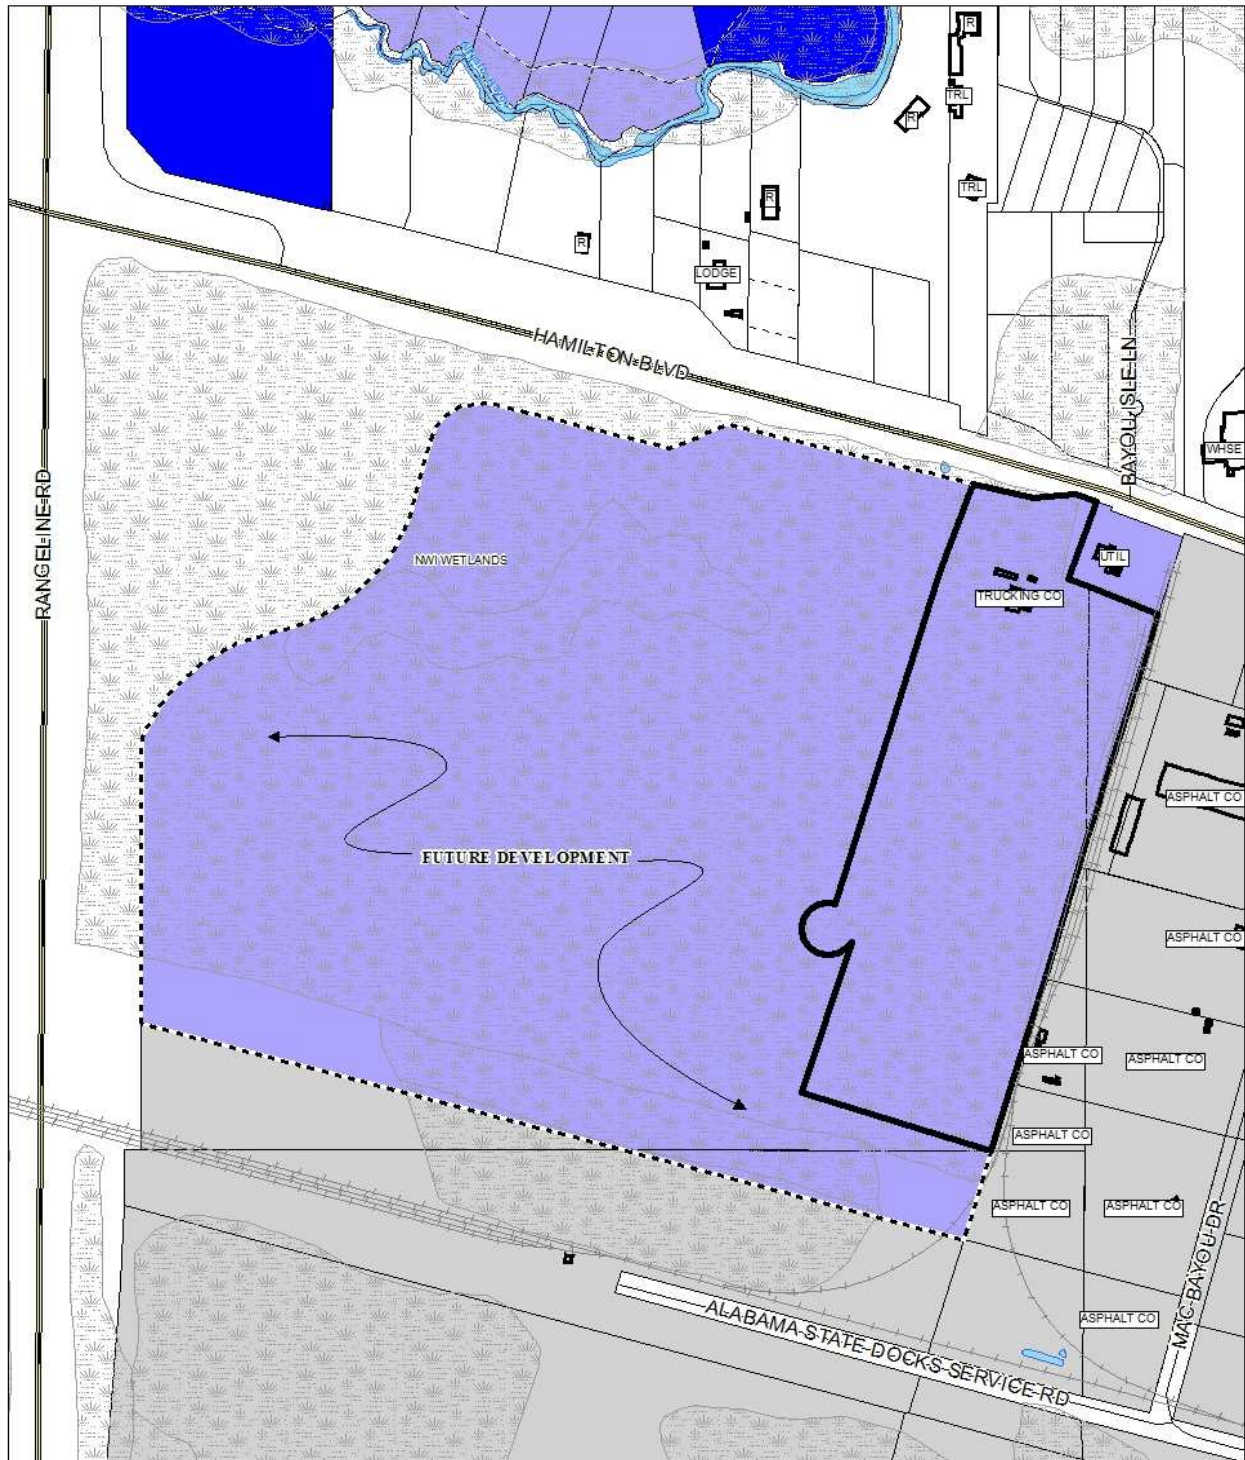 R
TRL
R
TRL
R
R
LODGE
HAMILTON BLVD
BAYOU ISLE LN
WHSE
RANGELINE RD
NWI WETLANDS
UTIL
TRUCKING CO
ASPHALT CO
FUTURE DEVELOPMENT
ASPHALT CO
ASPHALT CO
ASPHALT CO
ASPHALT CO
ASPHALT CO
ASPHALT CO
MAC BAYOU DR
ALABAMA STATE DOCKS SERVICE RD
ASPHALT CO